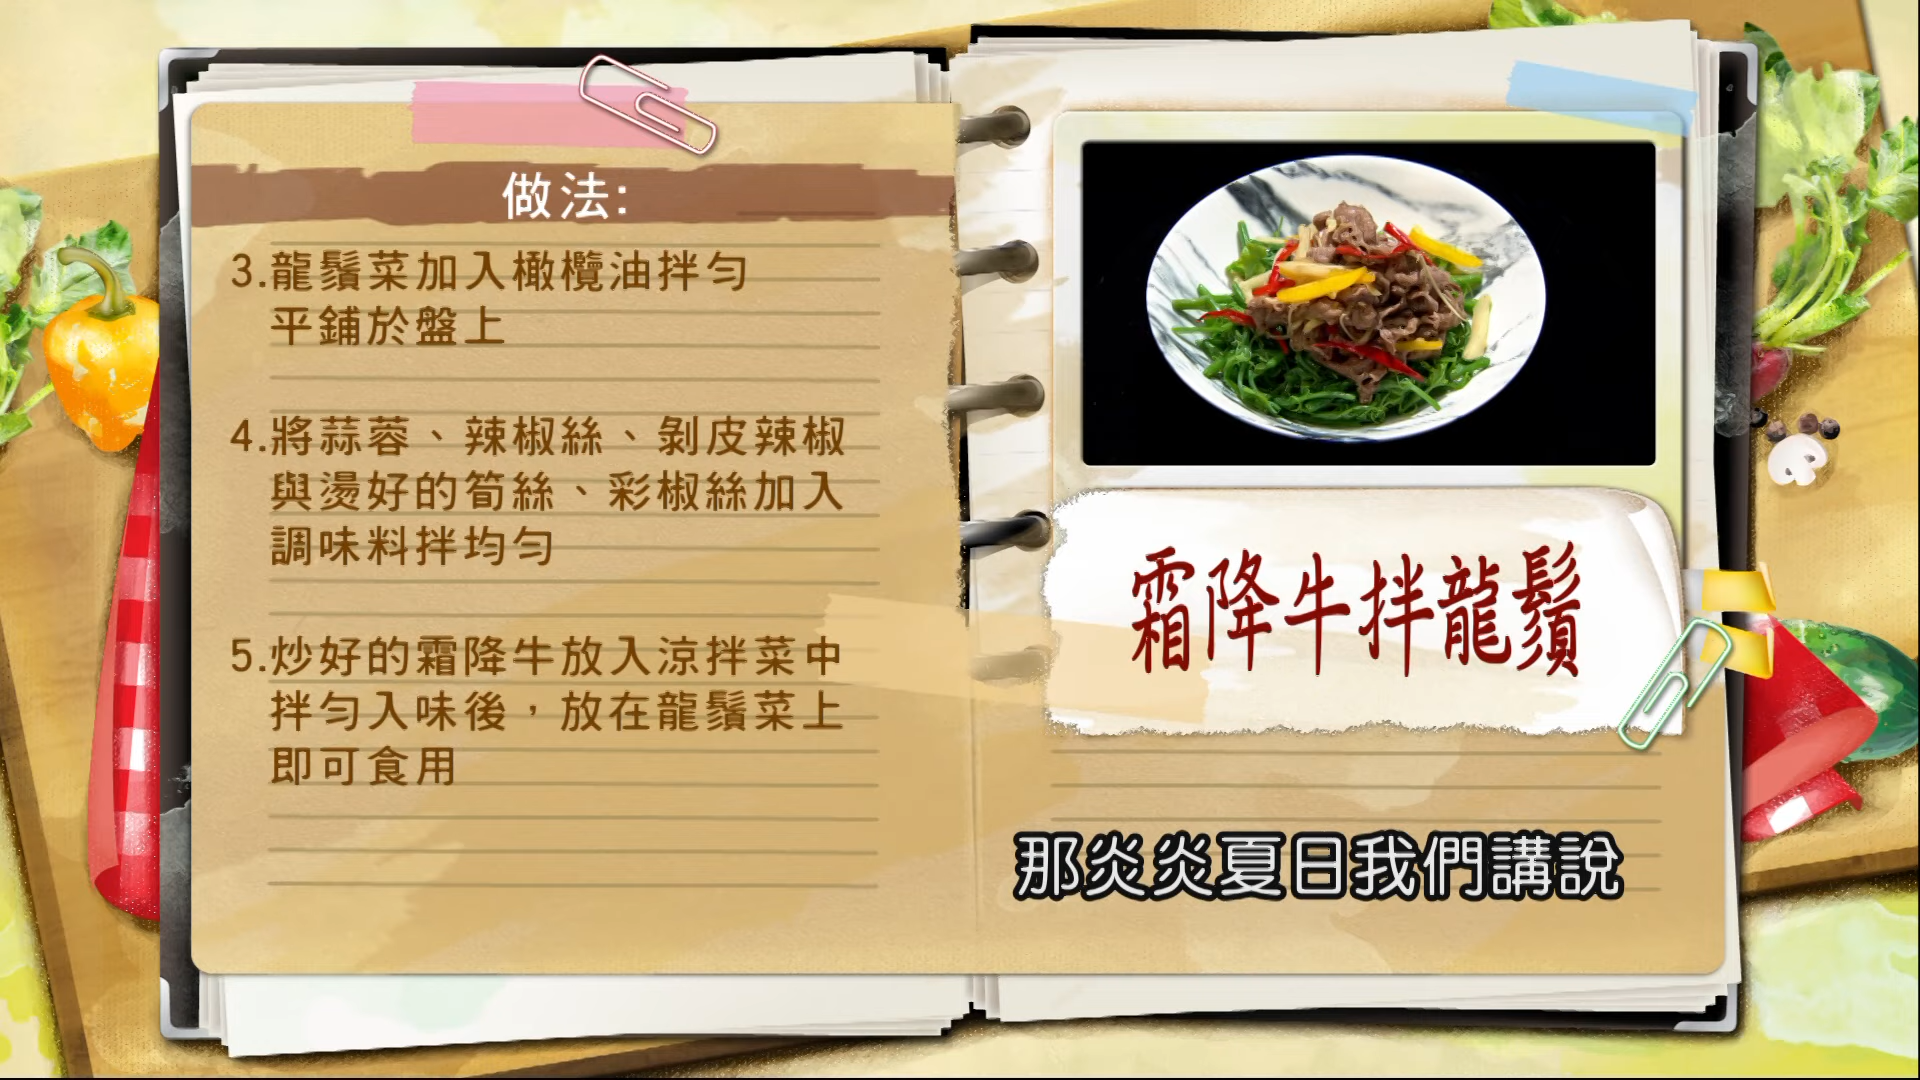 做法:
3.龍鬚菜加入橄欖油拌勻
平鋪於盤上
4.將蒜蓉、辣椒絲、剝皮辣椒
與燙好的筍絲、彩椒絲加入
調味料拌均勻
5.炒好的霜降牛放入涼拌菜中
拌勻入味後，放在龍鬚菜上
即可食用
霜降牛拌龍鬚
那炎炎夏日我們講說